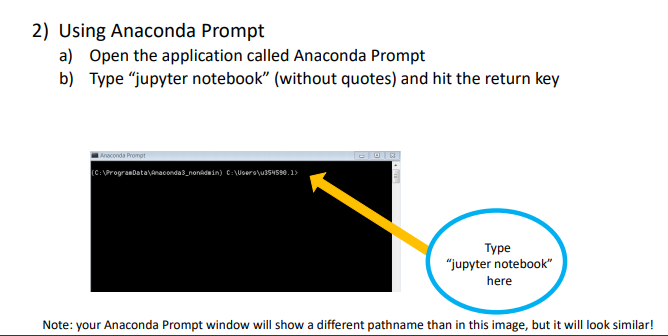 2) Using Anaconda Prompt
a) Open the application called Anaconda Prompt
b) Type “jupyter notebook” (without quotes) and hit the return key
Anaconda Prompt
(C:\ProgramData\Anaconda3_nonAdmin) C:\Users\u354590.1>
Type
“jupyter notebook”
here
Note: your Anaconda Prompt window will show a different pathname than in this image, but it will look similar!